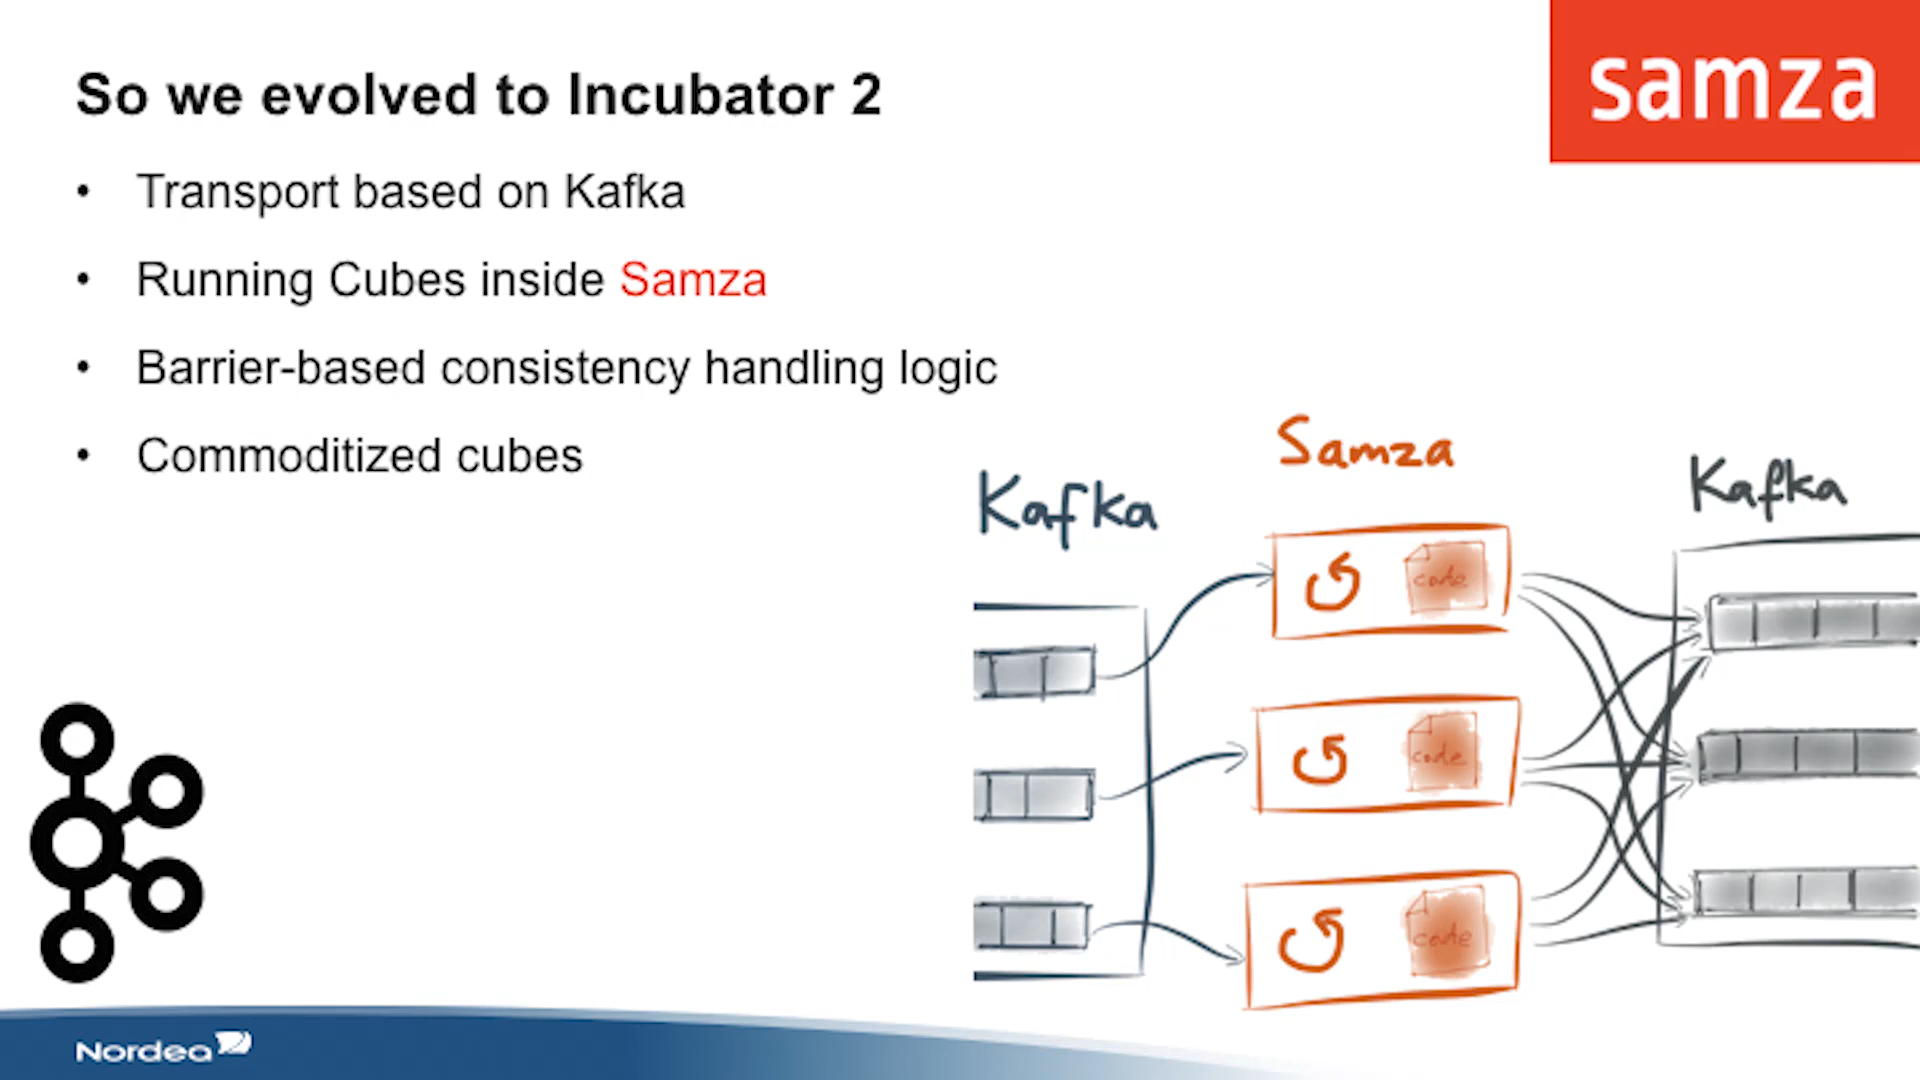 So we evolved to Incubator 2
samza
• Transport based on Kafka
• Running Cubes inside Samza
• Barrier-based consistency handling logic
• Commoditized cubes
Kafka
Samza
Kafka
code
code
code
Nordea